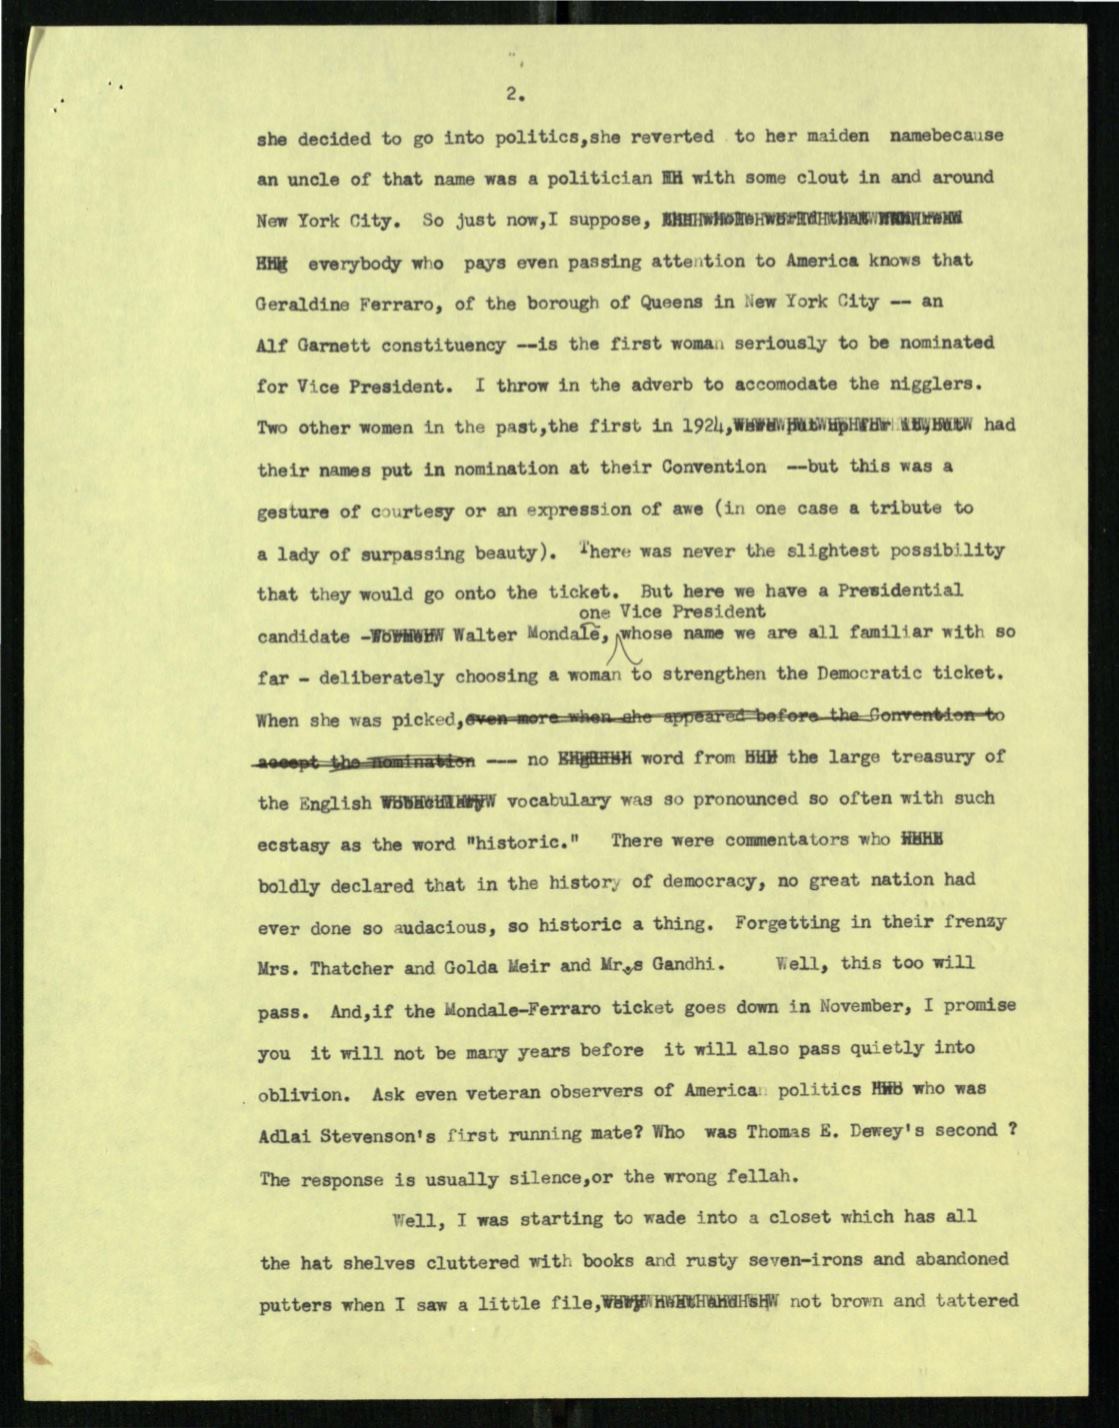 2.
she decided to go into politics,she reverted to her maiden namebecause
an uncle of that name was a politician with some clout in and around
New York City. So just now,I suppose,
everybody who pays even passing attention to America knows that
Geraldine Ferraro, of the borough of Queens in New York City -- an
Alf Garnett constituency --is the first woman seriously to be nominated
for Vice President. I throw in the adverb to accomodate the nigglers.
Two other women in the past,the first in 1924, had
their names put in nomination at their Convention --but this was a
gesture of courtesy or an expression of awe (in one case a tribute to
a lady of surpassing beauty). There was never the slightest possibility
that they would go onto the ticket. But here we have a Presidential
one Vice President
candidate - Walter Mondale, whose name we are all familiar with so
far - deliberately choosing a woman to strengthen the Democratic ticket.
When she was picked,even more when she appeared before the Convention to
accept the nomination --- no word from the large treasury of
the English vocabulary was so pronounced so often with such
ecstasy as the word "historic." There were commentators who
boldly declared that in the history of democracy, no great nation had
ever done so audacious, so historic a thing. Forgetting in their frenzy
Mrs. Thatcher and Golda Meir and Mr.s Gandhi. Well, this too will
pass. And,if the Mondale-Ferraro ticket goes down in November, I promise
you it will not be many years before it will also pass quietly into
oblivion. Ask even veteran observers of American politics who was
Adlai Stevenson's first running mate? Who was Thomas E. Dewey's second ?
The response is usually silence,or the wrong fellah.
Well, I was starting to wade into a closet which has all
the hat shelves cluttered with books and rusty seven-irons and abandoned
putters when I saw a little file, not brown and tattered